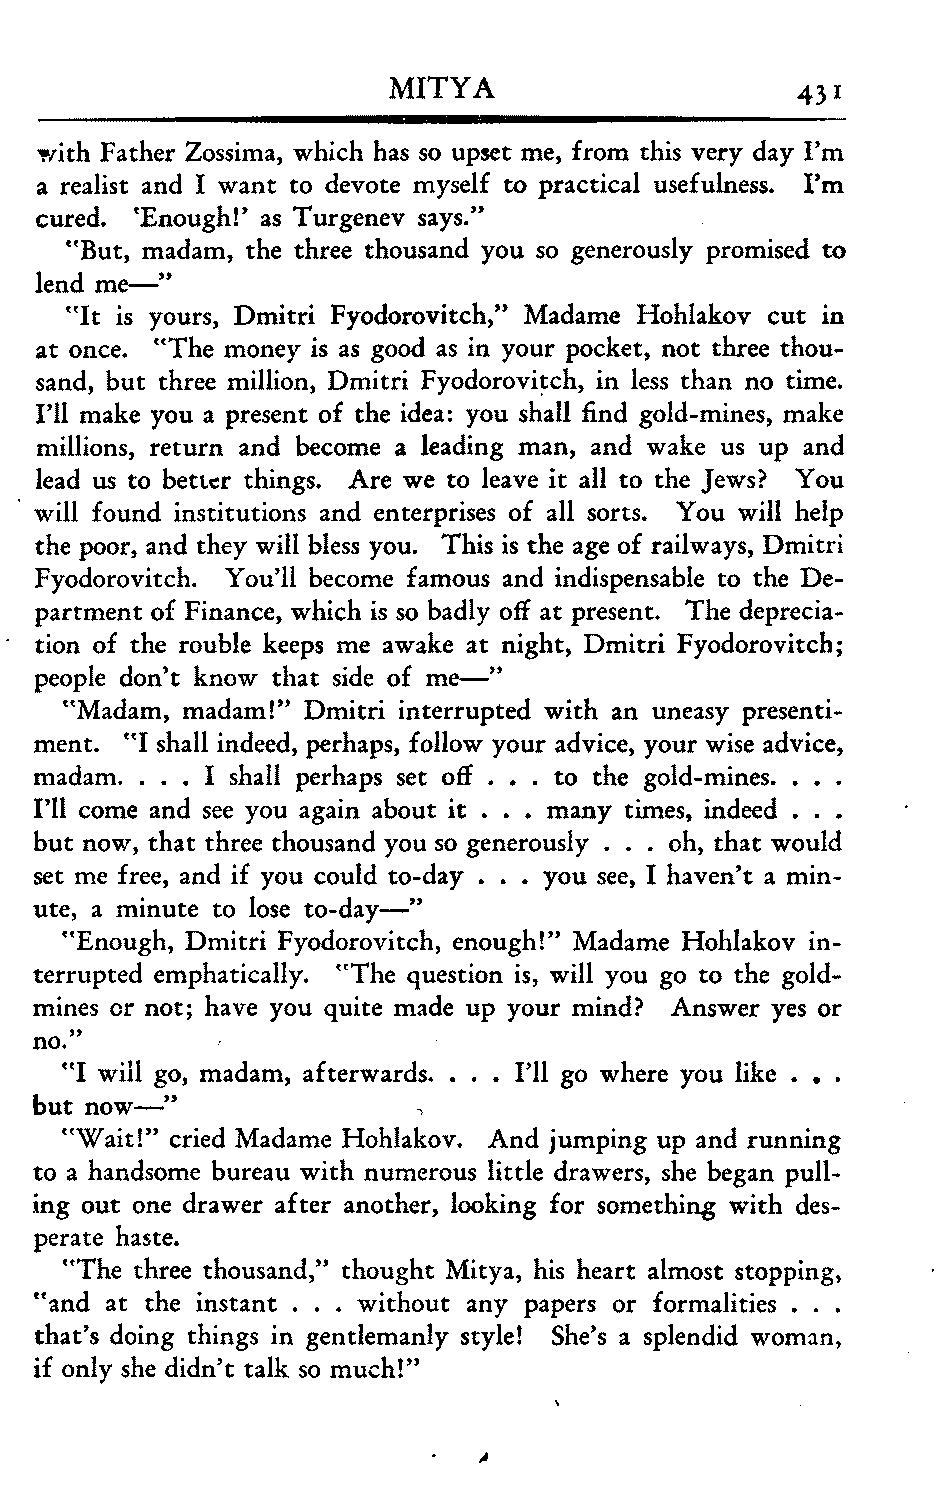 MITYA 431
with Father Zossima, which has so upset me, from this very day I'm
a realist and I want to devote myself to practical usefulness. I'm
cured. 'Enough!' as Turgenev says."
"But, madam, the three thousand you so generously promised to
lend me—"
"It is yours, Dmitri Fyodorovitch," Madame Hohlakov cut in
at once. "The money is as good as in your pocket, not three thou-
sand, but three million, Dmitri Fyodorovitch, in less than no time.
I'll make you a present of the idea: you shall find gold-mines, make
millions, return and become a leading man, and wake us up and
lead us to better things. Are we to leave it all to the Jews? You
will found institutions and enterprises of all sorts. You will help
the poor, and they will bless you. This is the age of railways, Dmitri
Fyodorovitch. You'll become famous and indispensable to the De-
partment of Finance, which is so badly off at present. The deprecia-
tion of the rouble keeps me awake at night, Dmitri Fyodorovitch;
people don't know that side of me—"
"Madam, madam!" Dmitri interrupted with an uneasy presenti-
ment. "I shall indeed, perhaps, follow your advice, your wise advice,
madam. . . . I shall perhaps set off . . . to the gold-mines. . . .
I'll come and see you again about it . . . many times, indeed . . .
but now, that three thousand you so generously . . . oh, that would
set me free, and if you could to-day . . . you see, I haven't a min-
ute, a minute to lose to-day—"
"Enough, Dmitri Fyodorovitch, enough!" Madame Hohlakov in-
terrupted emphatically. "The question is, will you go to the gold-
mines or not; have you quite made up your mind? Answer yes or
no."
"I will go, madam, afterwards. . . . I'll go where you like . . .
but now—"
"Wait!" cried Madame Hohlakov. And jumping up and running
to a handsome bureau with numerous little drawers, she began pull-
ing out one drawer after another, looking for something with des-
perate haste.
"The three thousand," thought Mitya, his heart almost stopping,
"and at the instant . . . without any papers or formalities . . .
that's doing things in gentlemanly style! She's a splendid woman,
if only she didn't talk so much!"